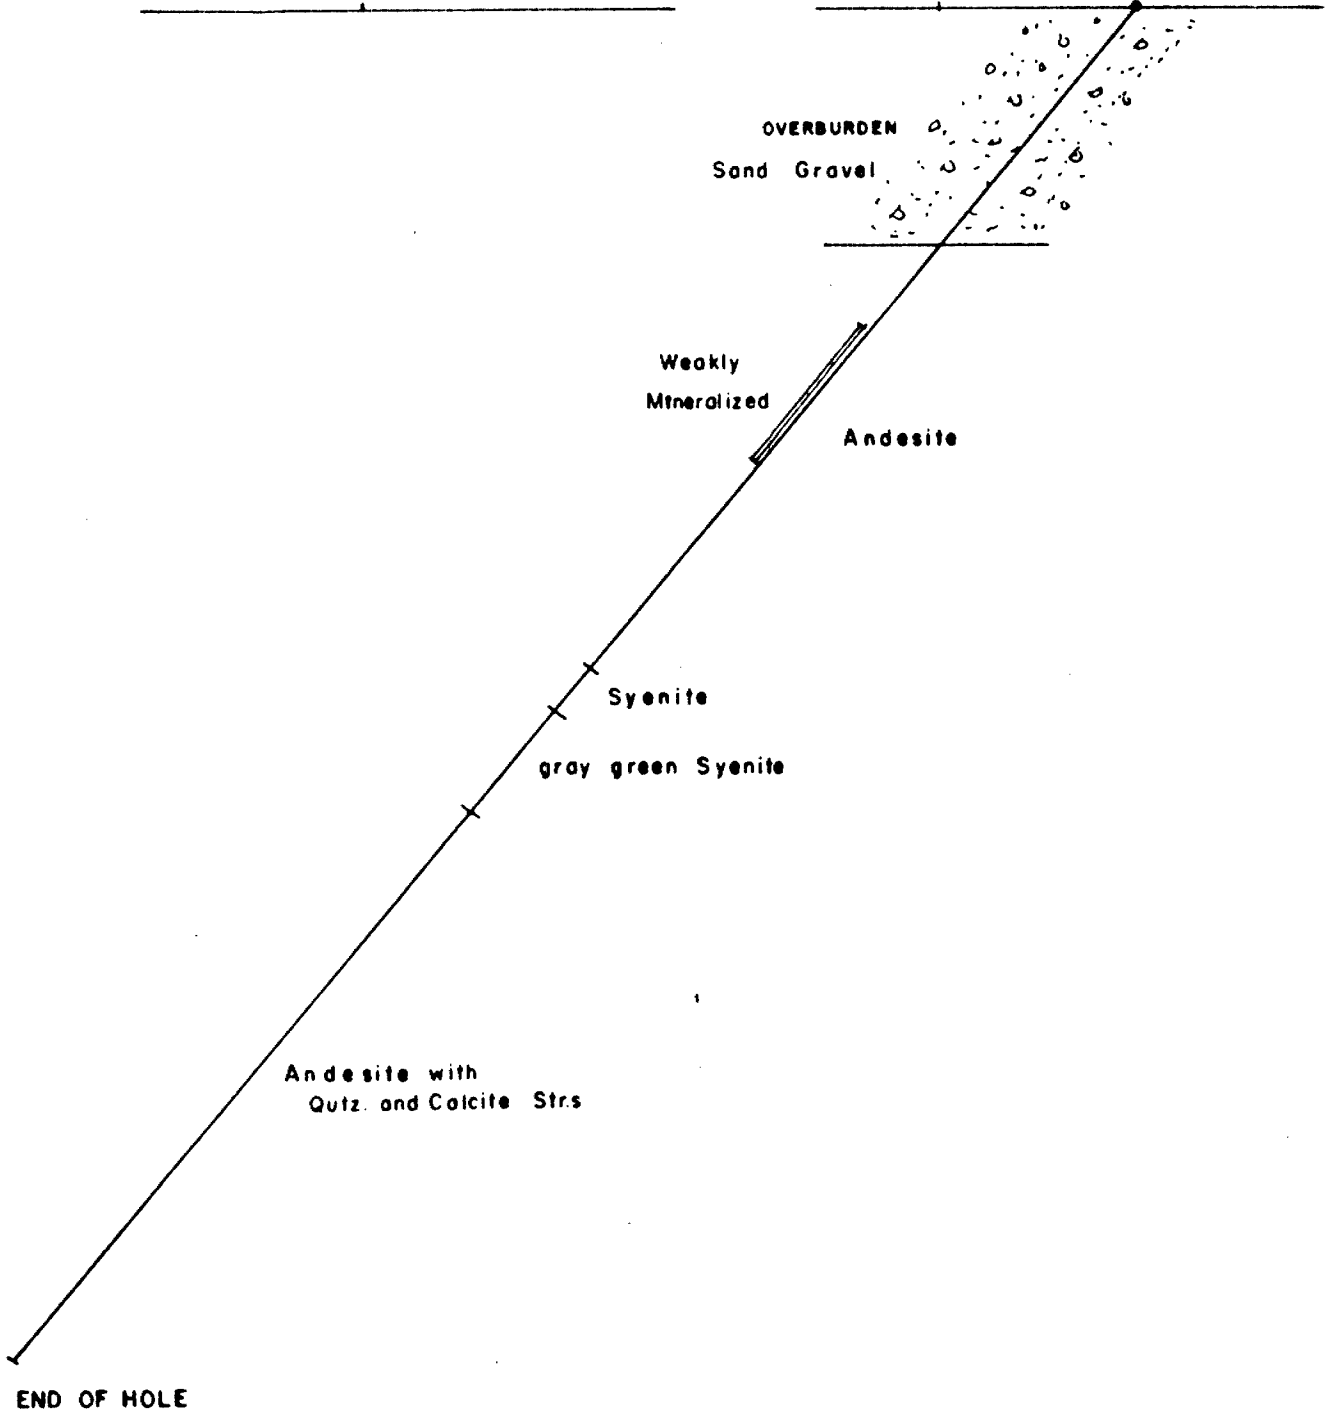 OVERBURDEN
Sand Gravel
Weakly
Mineralized
Andesite
Syenite
gray green Syenite
Andesite with
Qutz. and Calcite Str.s
END OF HOLE